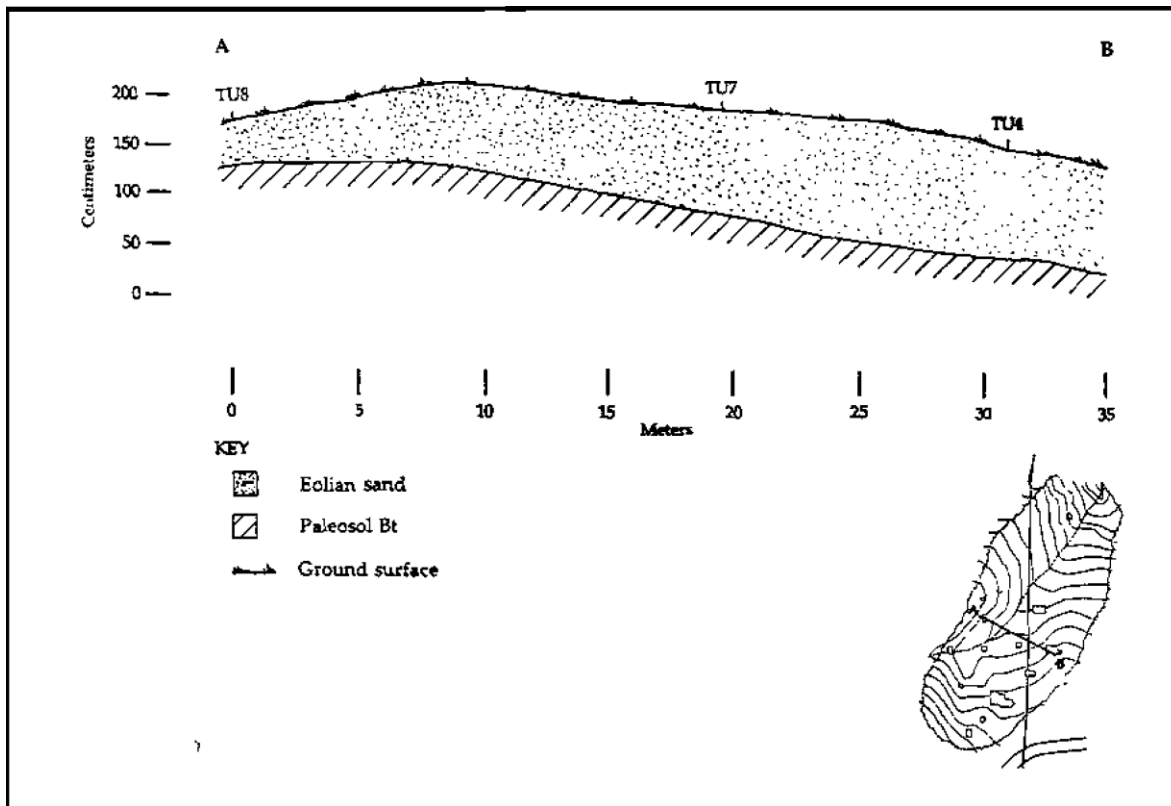 A B
TU8 TU7 TU4
200
150
100
50
0
Centimeters
0 5 10 15 20 25 30 35
Meters
KEY
Eolian sand
Paleosol Bt
Ground surface
A
B